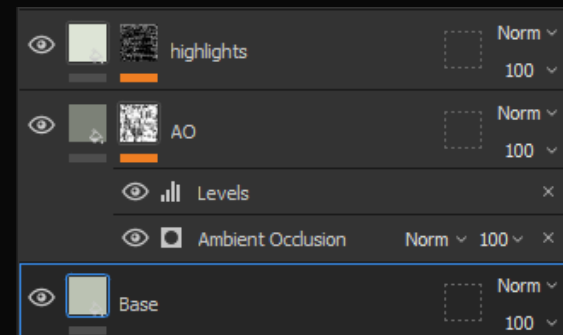 highlights Norm
100
AO Norm
100
Levels
Ambient Occlusion Norm 100
Base Norm
100